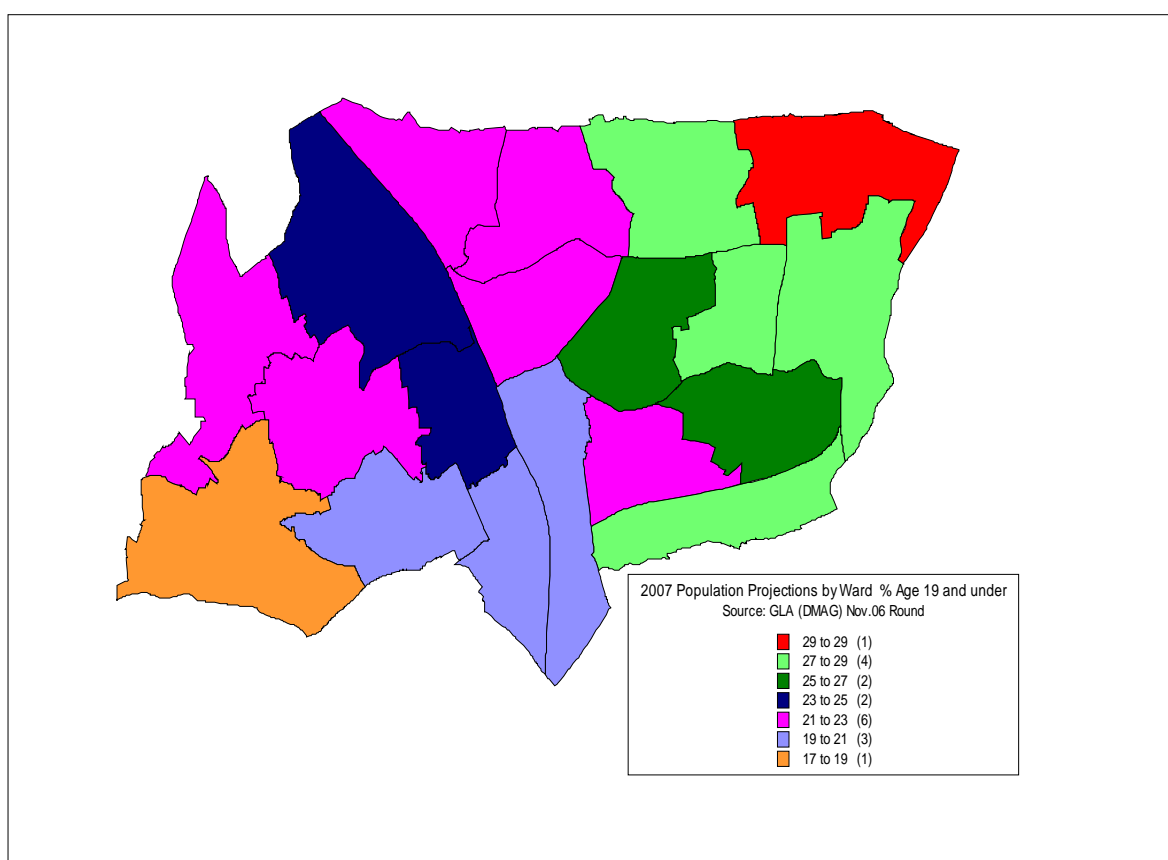 2007 Population Projections by Ward % Age 19 and under
Source: GLA (DMAG) Nov.06 Round
29 to 29 (1)
27 to 29 (4)
25 to 27 (2)
23 to 25 (2)
21 to 23 (6)
19 to 21 (3)
17 to 19 (1)